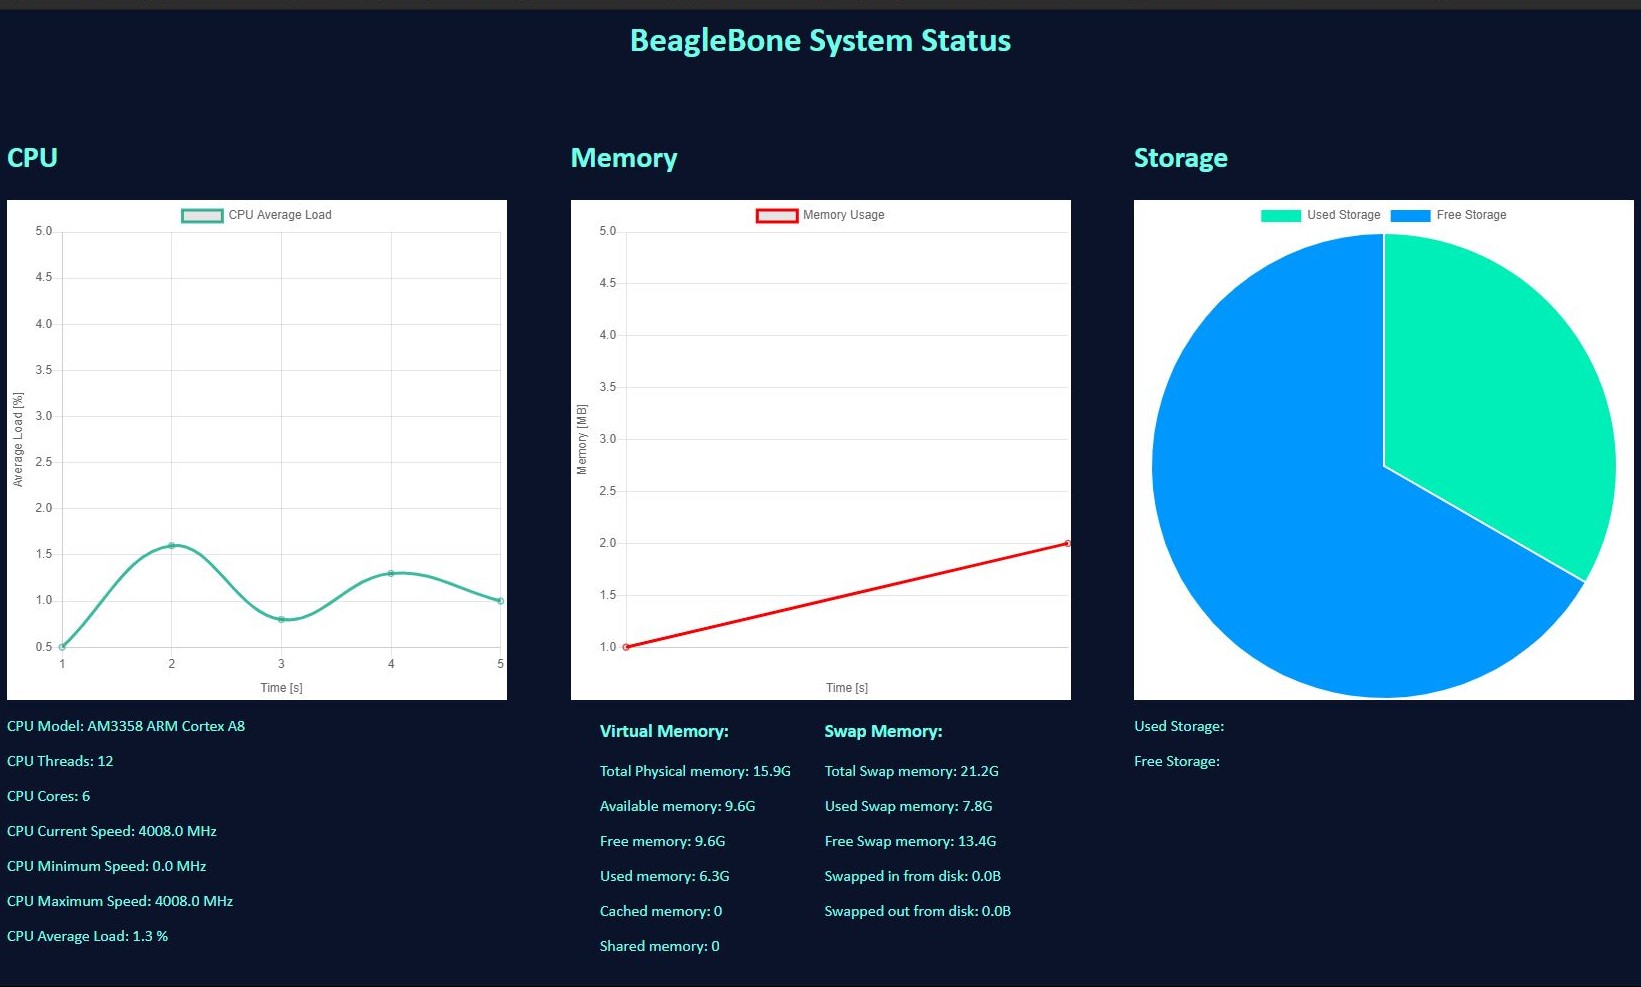 BeagleBone System Status
CPU
CPU Average Load
5.0
4.5
4.0
3.5
3.0
2.5
2.0
1.5
1.0
0.5
Average Load [%]
1 2 3 4 5
Time [s]
CPU Model: AM3358 ARM Cortex A8
CPU Threads: 12
CPU Cores: 6
CPU Current Speed: 4008.0 MHz
CPU Minimum Speed: 0.0 MHz
CPU Maximum Speed: 4008.0 MHz
CPU Average Load: 1.3 %
Memory
Memory Usage
5.0
4.5
4.0
3.5
3.0
2.5
2.0
1.5
1.0
Memory [MB]
Time [s]
Virtual Memory:
Total Physical memory: 15.9G
Available memory: 9.6G
Free memory: 9.6G
Used memory: 6.3G
Cached memory: 0
Shared memory: 0
Swap Memory:
Total Swap memory: 21.2G
Used Swap memory: 7.8G
Free Swap memory: 13.4G
Swapped in from disk: 0.0B
Swapped out from disk: 0.0B
Storage
Used Storage Free Storage
Used Storage:
Free Storage: